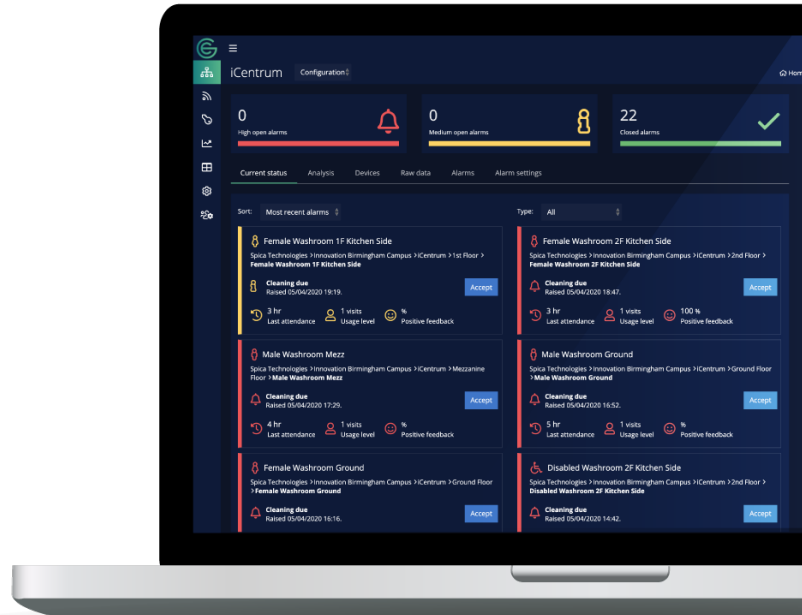 iCentrum
Configuration
0
High open alarms
0
Medium open alarms
22
Closed alarms
Current status
Analysis
Devices
Raw data
Alarms
Alarm settings
Sort:
Most recent alarms
Type:
All
Female Washroom 1F Kitchen Side
Spica Technologies >Innovation Birmingham Campus >iCentrum >1st Floor >
Female Washroom 1F Kitchen Side
Cleaning due
Raised 05/04/2020 19:19.
Accept
3 hr
Last attendance
1 visits
Usage level
%
Positive feedback
Female Washroom 2F Kitchen Side
Spica Technologies >Innovation Birmingham Campus >iCentrum >2nd Floor >
Female Washroom 2F Kitchen Side
Cleaning due
Raised 05/04/2020 18:47.
Accept
3 hr
Last attendance
1 visits
Usage level
100 %
Positive feedback
Male Washroom Mezz
Spica Technologies >Innovation Birmingham Campus >iCentrum >Mezzanine
Floor >Male Washroom Mezz
Cleaning due
Raised 05/04/2020 17:29.
Accept
4 hr
Last attendance
1 visits
Usage level
%
Positive feedback
Male Washroom Ground
Spica Technologies >Innovation Birmingham Campus >iCentrum >Ground Floor
>Male Washroom Ground
Cleaning due
Raised 05/04/2020 16:52.
Accept
5 hr
Last attendance
1 visits
Usage level
%
Positive feedback
Female Washroom Ground
Spica Technologies >Innovation Birmingham Campus >iCentrum >Ground Floor
>Female Washroom Ground
Cleaning due
Raised 05/04/2020 16:16.
Accept
Disabled Washroom 2F Kitchen Side
Spica Technologies >Innovation Birmingham Campus >iCentrum >2nd Floor >
Disabled Washroom 2F Kitchen Side
Cleaning due
Raised 05/04/2020 14:42.
Accept